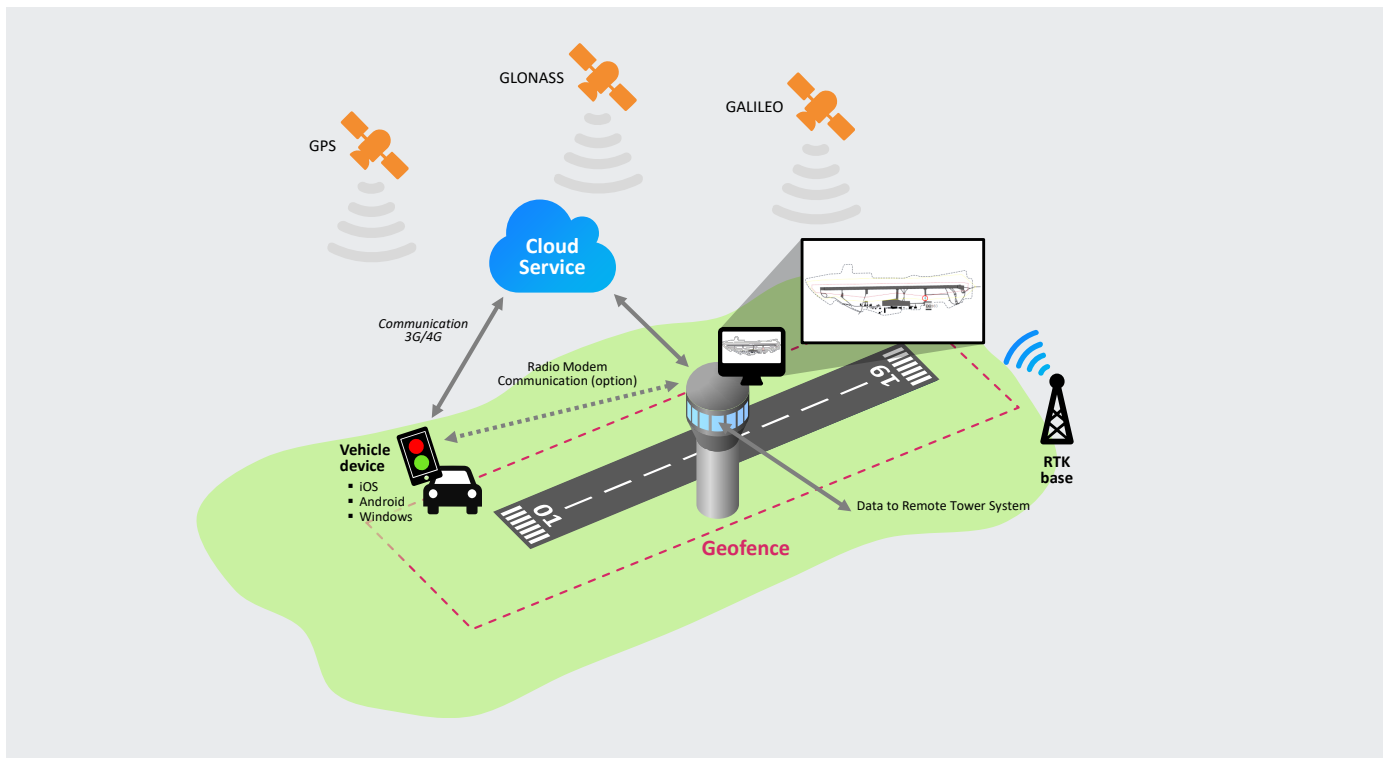 GLONASS
GALILEO
GPS
Cloud
Service
Communication
3G/4G
Radio Modem
Communication (option)
19
Vehicle
device
▪ iOS
▪ Android
▪ Windows
01
RTK
base
Data to Remote Tower System
Geofence